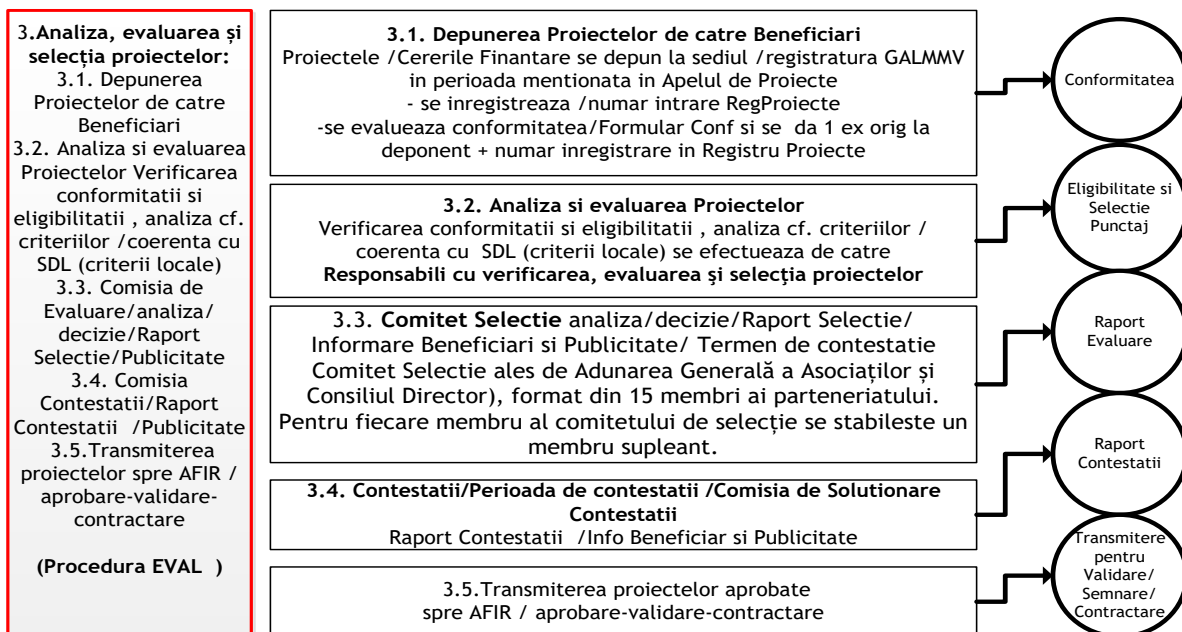 3.Analiza, evaluarea și
selecția proiectelor:
3.1. Depunerea
Proiectelor de catre
Beneficiari
3.2. Analiza si evaluarea
Proiectelor Verificarea
conformitatii si
eligibilitatii , analiza cf.
criteriilor /coerenta cu
SDL (criterii locale)
3.3. Comisia de
Evaluare/analiza/
decizie/Raport
Selectie/Publicitate
3.4. Comisia
Contestatii/Raport
Contestatii /Publicitate
3.5.Transmiterea
proiectelor spre AFIR /
aprobare-validare-
contractare
(Procedura EVAL )
3.1. Depunerea Proiectelor de catre Beneficiari
Proiectele /Cererile Finantare se depun la sediul /registratura GALMMV
in perioada mentionata in Apelul de Proiecte
- se inregistreaza /numar intrare RegProiecte
-se evalueaza conformitatea/Formular Conf si se da 1 ex orig la
deponent + numar inregistrare in Registru Proiecte
Conformitatea
3.2. Analiza si evaluarea Proiectelor
Verificarea conformitatii si eligibilitatii , analiza cf. criteriilor /
coerenta cu SDL (criterii locale) se efectueaza de catre
Responsabili cu verificarea, evaluarea şi selecţia proiectelor
Eligibilitate si
Selectie
Punctaj
3.3. Comitet Selectie analiza/decizie/Raport Selectie/
Informare Beneficiari si Publicitate/ Termen de contestatie
Comitet Selectie ales de Adunarea Generală a Asociaților și
Consiliul Director), format din 15 membri ai parteneriatului.
Pentru fiecare membru al comitetului de selecție se stabileste un
membru supleant.
Raport
Evaluare
3.4. Contestatii/Perioada de contestatii /Comisia de Solutionare
Contestatii
Raport Contestatii /Info Beneficiar si Publicitate
Raport
Contestatii
3.5.Transmiterea proiectelor aprobate
spre AFIR / aprobare-validare-contractare
Transmitere
pentru
Validare/
Semnare/
Contractare